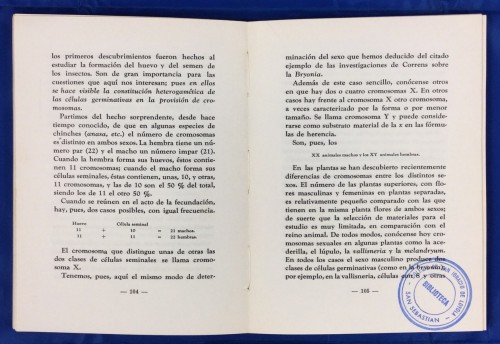 los primeros descubrimientos fueron hechos al
estudiar la formación del huevo y del semen
de los insectos. Son de gran importancia para las
cuestiones que aquí nos interesan; pues en ellos
se hace visible la constitución heterogamética de
las células germinativas en la provisión de cro-
mosomas.
Partimos del hecho sorprendente, desde hace
tiempo conocido, de que en algunas especies de
chinches (anasa, etc.) el número de cromosomas
es distinto en ambos sexos. La hembra tiene un nú-
mero par (22) y el macho un número impar (21).
Cuando la hembra forma sus huevos, éstos contie-
nen 11 cromosomas; cuando el macho forma sus
células seminales, éstas contienen, unas, 10, y otras,
11 cromosomas, y las de 10 son el 50 % del total,
siendo los de 11 el otro 50 %.
Cuando se reúnen en el acto de la fecundación,
hay, pues, dos casos posibles, con igual frecuencia.
Huevo Célula seminal
11 + 10 = 21 machos.
11 + 11 = 22 hembras.
El cromosoma que distingue unas de otras las
dos clases de células seminales se llama cromo-
soma X.
Tenemos, pues, aquí el mismo modo de deter-
— 104 —
minación del sexo que hemos deducido del citado
ejemplo de las investigaciones de Correns sobre
la Bryonia.
Además de este caso sencillo, conócense otros
en que hay dos o cuatro cromosomas X. En otros
casos hay frente al cromosoma X otro cromosoma,
a veces caracterizado por la forma o por menor
tamaño. Se llama cromosoma Y y puede conside-
rarse como substrato material de la x en las fórmu-
las de herencia.
Son, pues, los
XX animales machos y los XY animales hembras.
En las plantas se han descubierto recientemente
diferencias de cromosomas entre los distintos se-
xos. El número de plantas superiores, con flo-
res masculinas y femeninas en plantas separadas,
es relativamente pequeño comparado con las que
tienen en la misma planta flores de ambos sexos;
de suerte que la selección de materiales para el
estudio es muy limitada, en comparación con el
reino animal. De todos modos, conócense hoy cro-
mosomas sexuales en algunas plantas como la ace-
derilla, el lúpulo, la vallisneria y la melandryum.
En todos los casos el sexo masculino produce dos
clases de células germinativas (como en la bryonia);
por ejemplo, en la vallisneria, células con 8 y otras
— 105 —
BIBLIOTECA
SAN IGNACIO DE LOYOLA
SAN SEBASTIAN